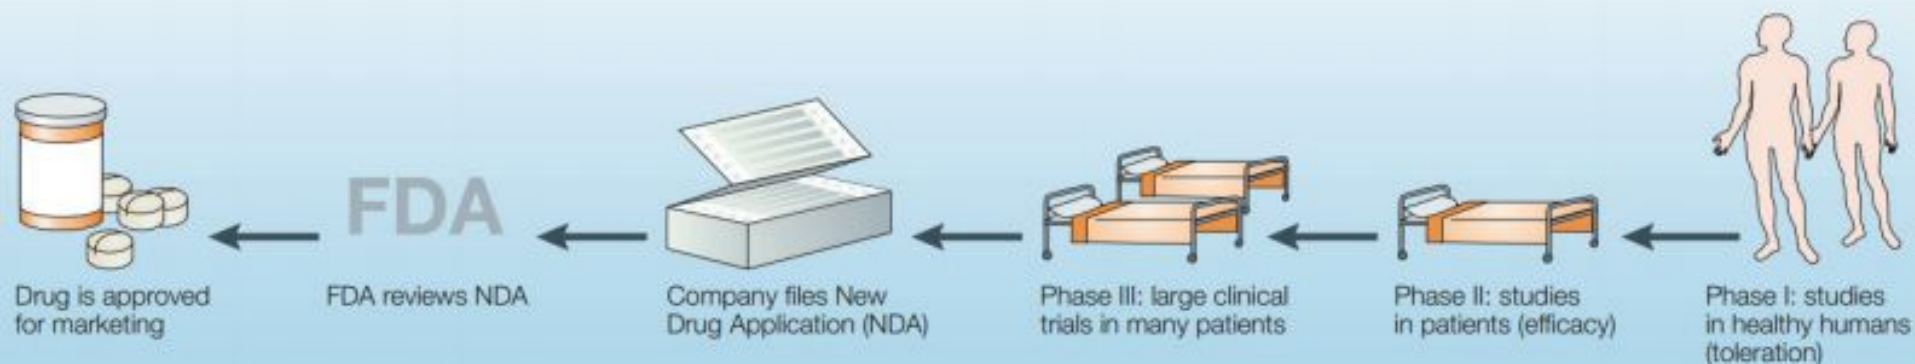 FDA
Drug is approved
for marketing
FDA reviews NDA
Company files New
Drug Application (NDA)
Phase III: large clinical
trials in many patients
Phase II: studies
in patients (efficacy)
Phase I: studies
in healthy humans
(toleration)